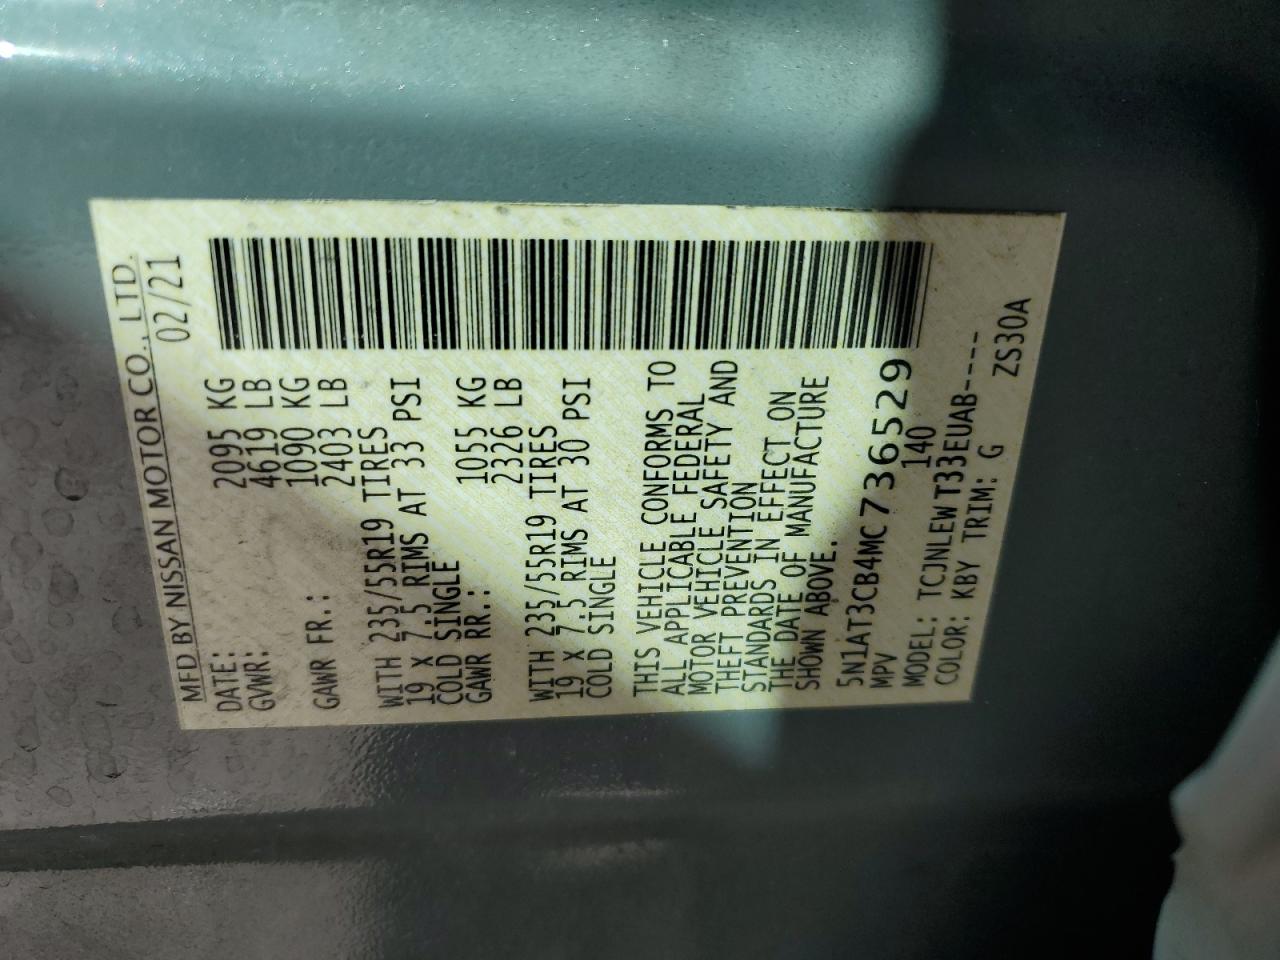 MFD BY NISSAN MOTOR CO., LTD.
DATE: 02/21
GVWR: 2095 KG
4619 LB
GAWR FR.: 1090 KG
2403 LB
WITH 235/55R19 TIRES
19 x 7.5 RIMS AT 33 PSI
COLD SINGLE
GAWR RR.: 1055 KG
2326 LB
WITH 235/55R19 TIRES
19 x 7.5 RIMS AT 30 PSI
COLD SINGLE
THIS VEHICLE CONFORMS TO
ALL APPLICABLE FEDERAL
MOTOR VEHICLE SAFETY AND
THEFT PREVENTION
STANDARDS IN EFFECT ON
THE DATE OF MANUFACTURE
SHOWN ABOVE.
5N1AT3CB4MC736529
MPV 140
MODEL: TCJNLEWT33EUAB----
COLOR: KBY TRIM: G ZS30A